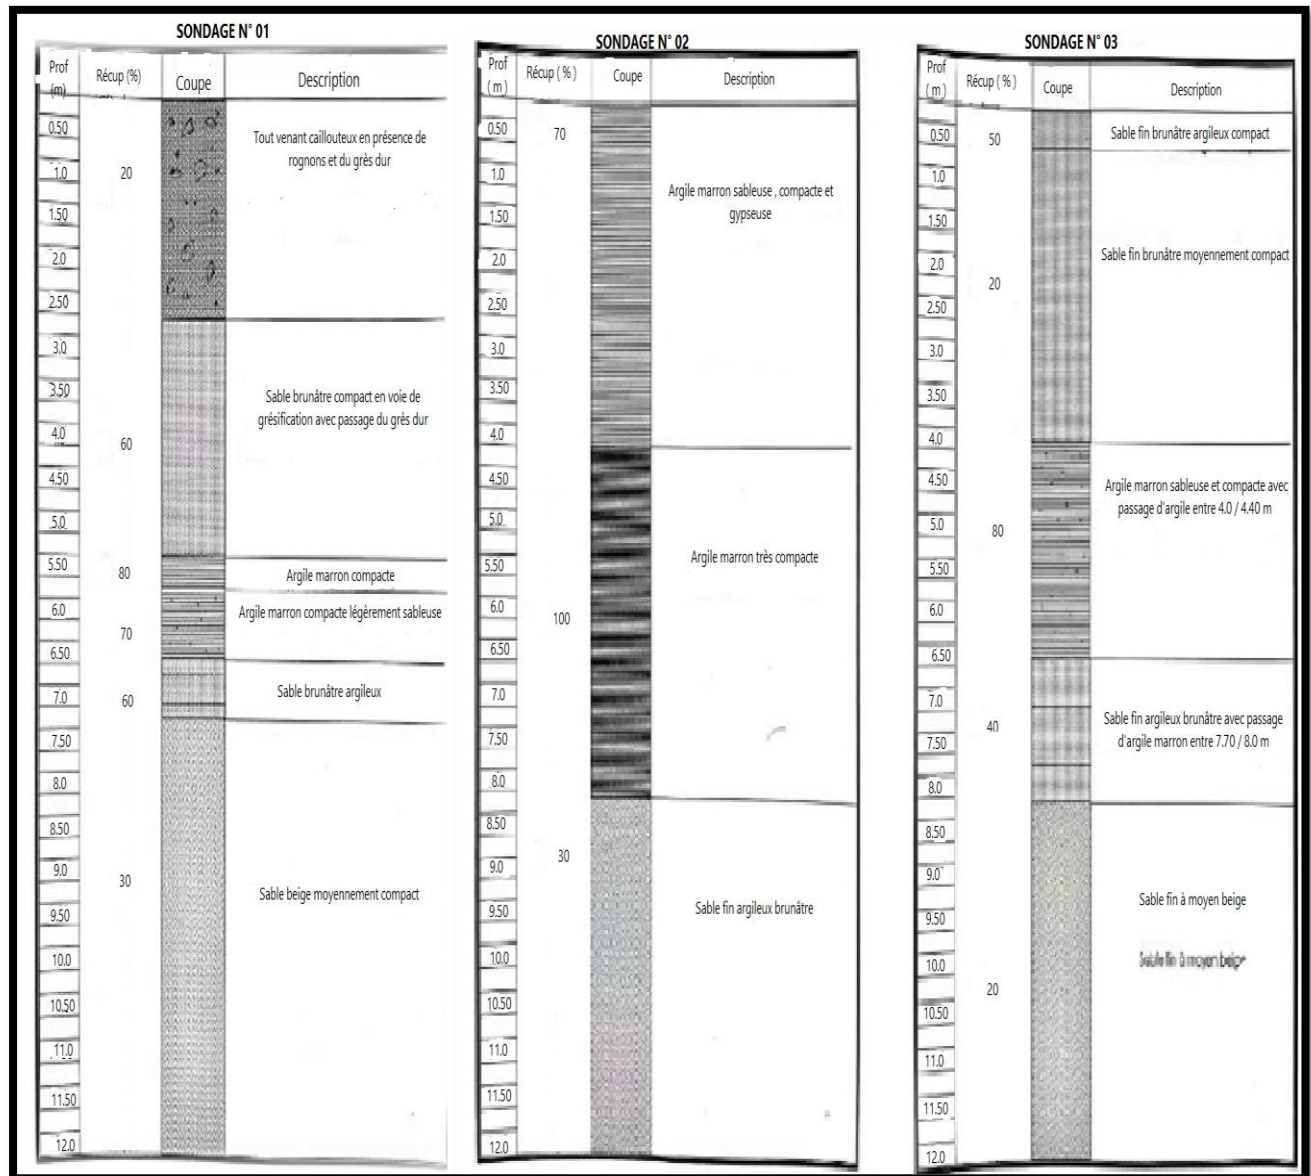 SONDAGE N° 01
Prof
(m)
Récup (%)
Coupe
Description
0.50
1.0
1.50
2.0
2.50
3.0
3.50
4.0
4.50
5.0
5.50
6.0
6.50
7.0
7.50
8.0
8.50
9.0
9.50
10.0
10.50
11.0
11.50
12.0
20
60
80
70
60
30
Tout venant caillouteux en présence de
rognons et du grès dur
Sable brunâtre compact en voie de
grésification avec passage du grès dur
Argile marron compacte
Argile marron compacte légèrement sableuse
Sable brunâtre argileux
Sable beige moyennement compact
SONDAGE N° 02
Prof
( m )
Récup ( % )
Coupe
Description
0.50
1.0
1.50
2.0
2.50
3.0
3.50
4.0
4.50
5.0
5.50
6.0
6.50
7.0
7.50
8.0
8.50
9.0
9.50
10.0
10.50
11.0
11.50
12.0
70
100
30
Argile marron sableuse , compacte et
gypseuse
Argile marron très compacte
Sable fin argileux brunâtre
SONDAGE N° 03
Prof
( m )
Récup ( % )
Coupe
Description
0.50
1.0
1.50
2.0
2.50
3.0
3.50
4.0
4.50
5.0
5.50
6.0
6.50
7.0
7.50
8.0
8.50
9.0
9.50
10.0
10.50
11.0
11.50
12.0
50
20
80
40
20
Sable fin brunâtre argileux compact
Sable fin brunâtre moyennement compact
Argile marron sableuse et compacte avec
passage d'argile entre 4.0 / 4.40 m
Sable fin argileux brunâtre avec passage
d'argile marron entre 7.70 / 8.0 m
Sable fin à moyen beige
Sable fin à moyen beige